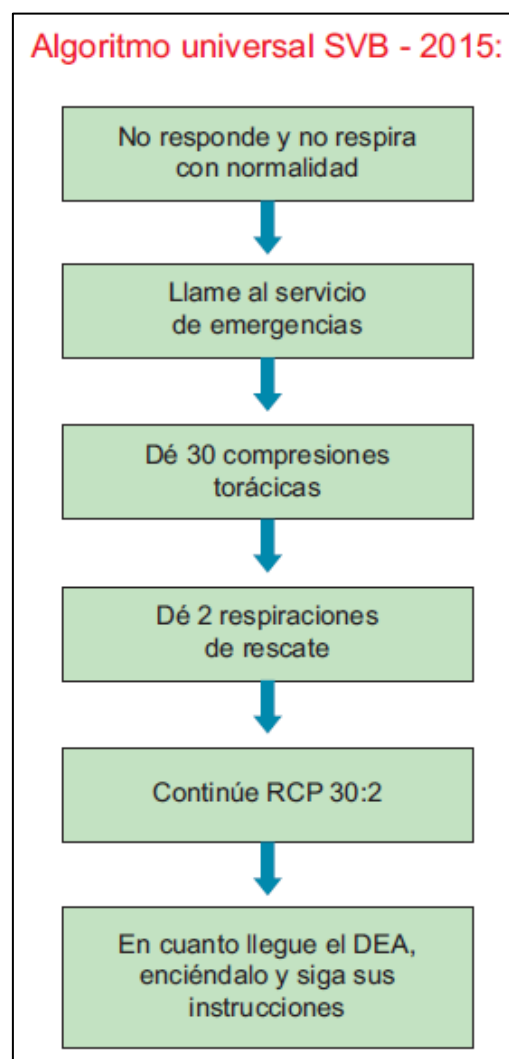 Algoritmo universal SVB - 2015:
No responde y no respira
con normalidad
Llame al servicio
de emergencias
Dé 30 compresiones
torácicas
Dé 2 respiraciones
de rescate
Continúe RCP 30:2
En cuanto llegue el DEA,
enciéndalo y siga sus
instrucciones